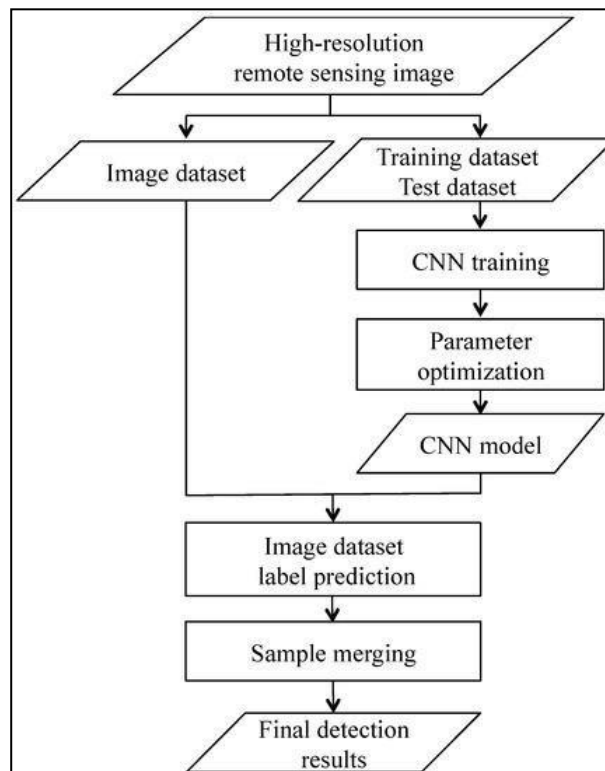 High-resolution
remote sensing image
Image dataset
Training dataset
Test dataset
CNN training
Parameter
optimization
CNN model
Image dataset
label prediction
Sample merging
Final detection
results